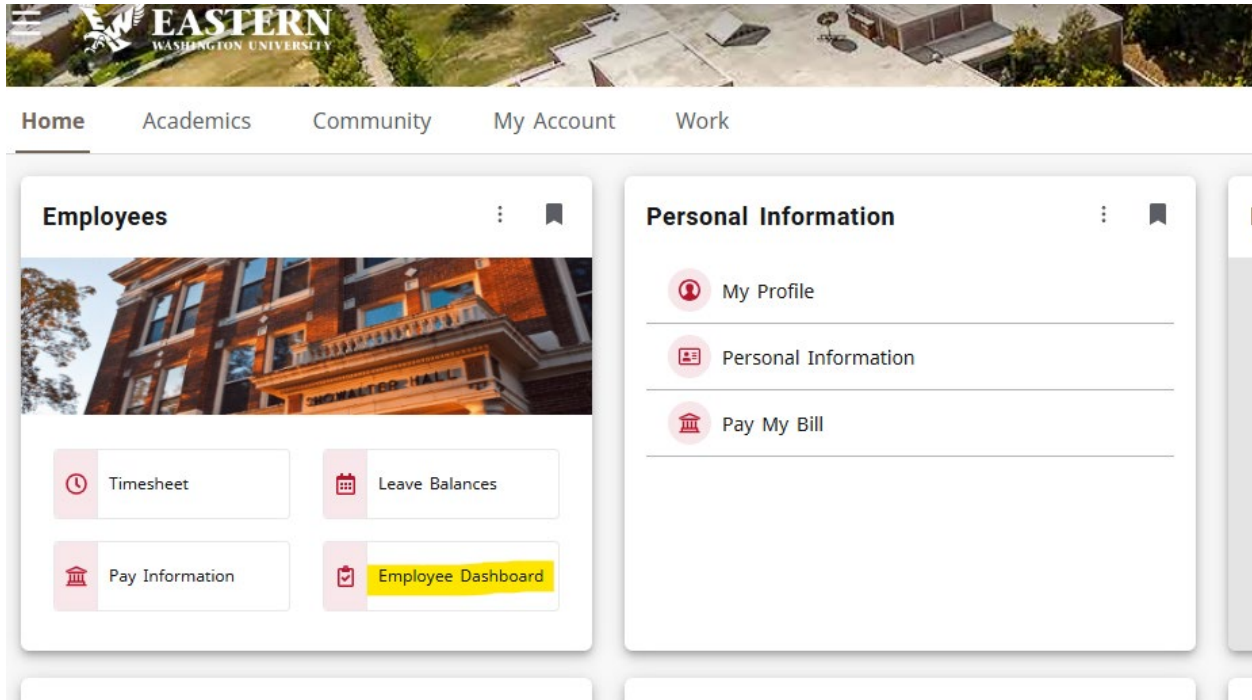 EASTERN
WASHINGTON UNIVERSITY
Home Academics Community My Account Work
Employees
SHOWALTER HALL
Timesheet
Leave Balances
Pay Information
Employee Dashboard
Personal Information
My Profile
Personal Information
Pay My Bill